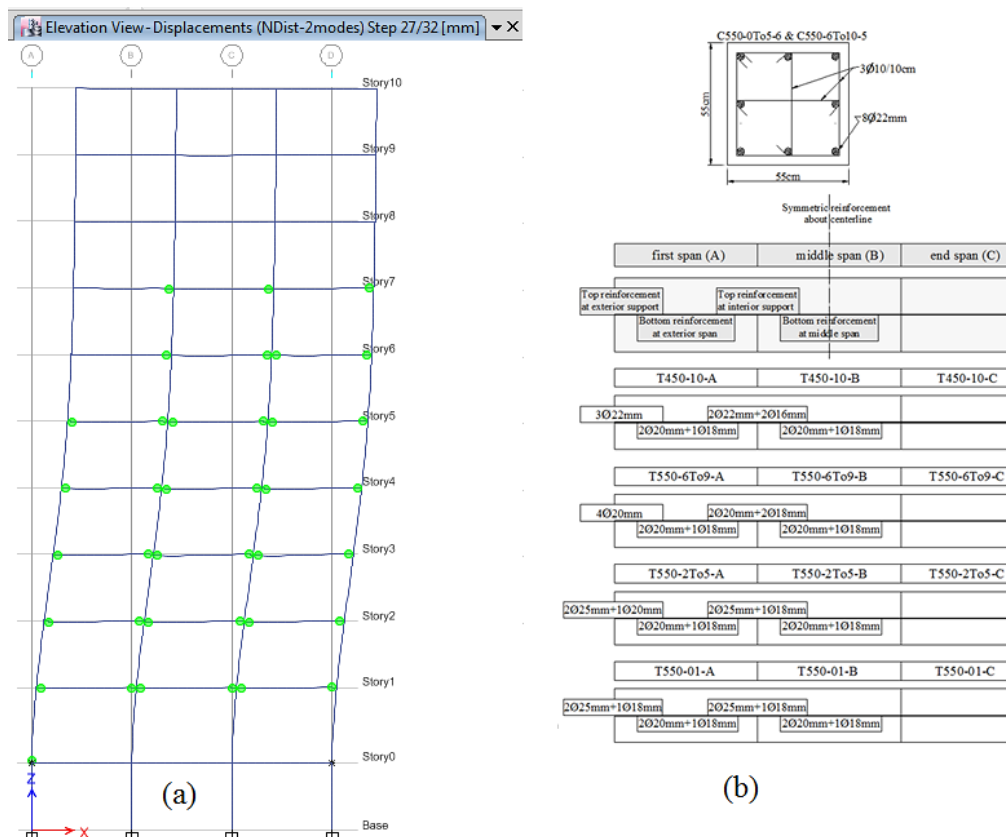 Elevation View - Displacements (NDist-2modes) Step 27/32 [mm]
A
B
C
D
Story10
Story9
Story8
Story7
Story6
Story5
Story4
Story3
Story2
Story1
Story0
Base
Z
X
(a)
C550-0To5-6 & C550-6To10-5
3Ø10/10cm
8Ø22mm
55cm
55cm
Symmetric reinforcement
about centerline
first span (A)
middle span (B)
end span (C)
Top reinforcement
at exterior support
Top reinforcement
at interior support
Bottom reinforcement
at exterior span
Bottom reinforcement
at middle span
T450-10-A
T450-10-B
T450-10-C
3Ø22mm
2Ø22mm+2Ø16mm
2Ø20mm+1Ø18mm
2Ø20mm+1Ø18mm
T550-6To9-A
T550-6To9-B
T550-6To9-C
4Ø20mm
2Ø20mm+2Ø18mm
2Ø20mm+1Ø18mm
2Ø20mm+1Ø18mm
T550-2To5-A
T550-2To5-B
T550-2To5-C
2Ø25mm+1Ø20mm
2Ø25mm+1Ø18mm
2Ø20mm+1Ø18mm
2Ø20mm+1Ø18mm
T550-01-A
T550-01-B
T550-01-C
2Ø25mm+1Ø18mm
2Ø25mm+1Ø18mm
2Ø20mm+1Ø18mm
2Ø20mm+1Ø18mm
(b)